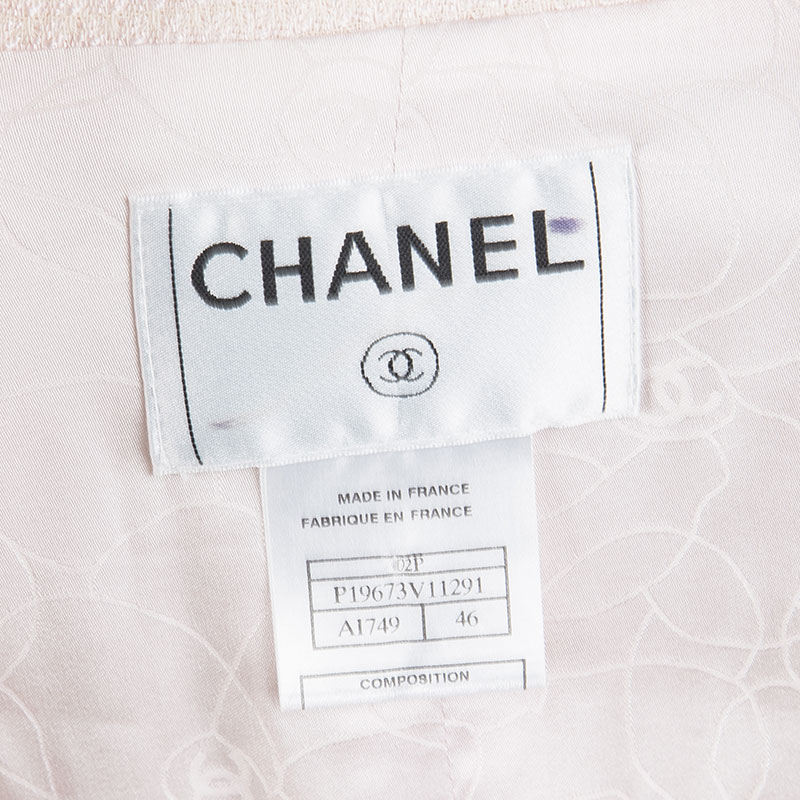 CHANEL
MADE IN FRANCE
FABRIQUE EN FRANCE
02P
P19673V11291
A1749 46
COMPOSITION